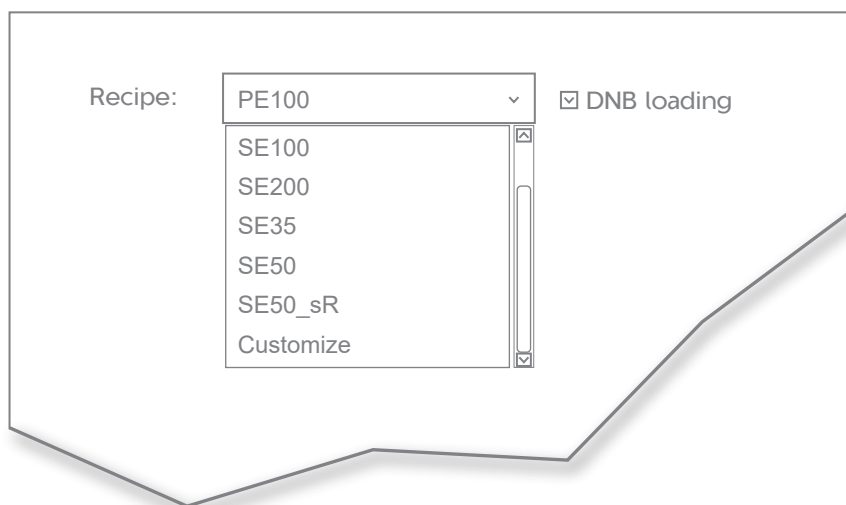 Recipe: PE100 DNB loading
SE100
SE200
SE35
SE50
SE50_sR
Customize